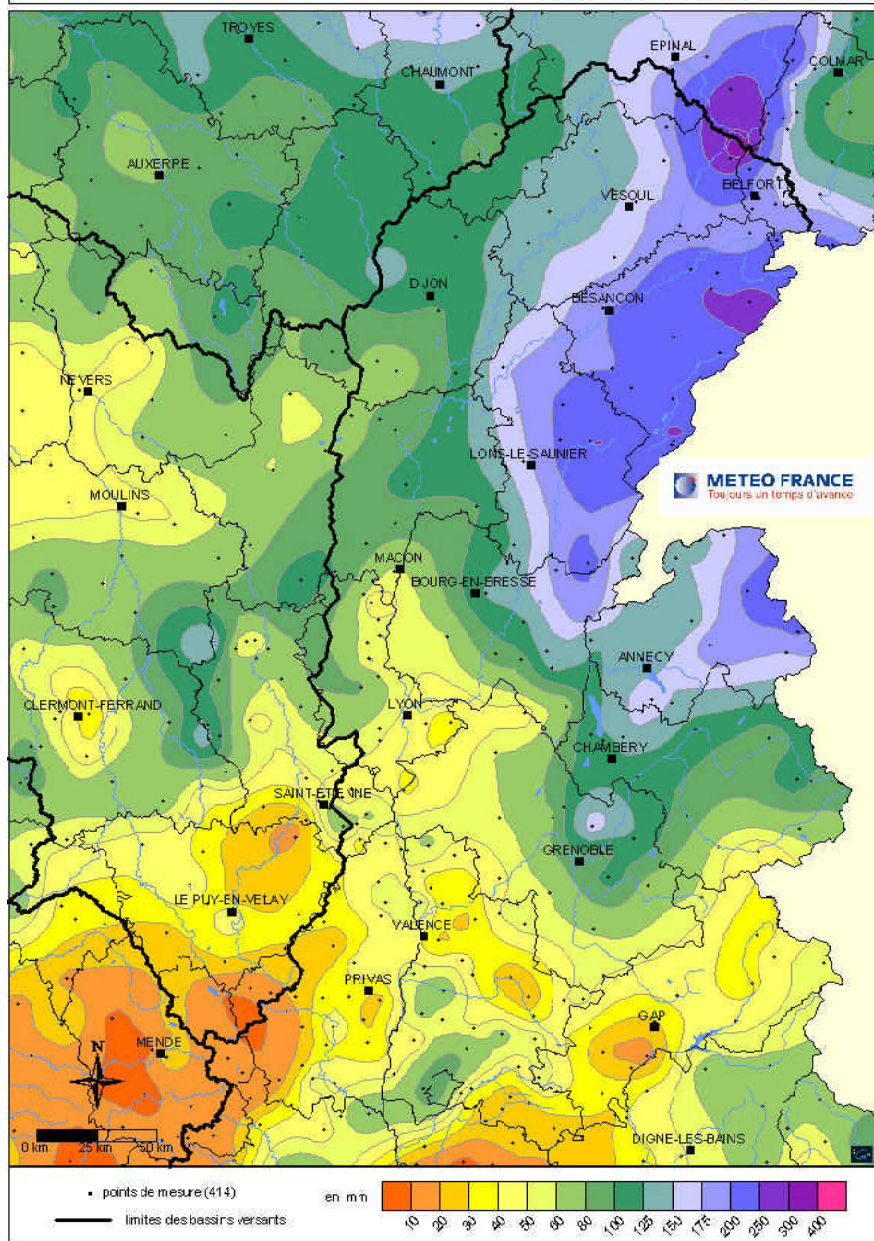 TROYES
EPINAL
COLMAR
CHAUMONT
AUXERRE
BELFORT
VESOUL
DIJON
BESANCON
NEVERS
LONS-LE-SAUNIER
METEO FRANCE
Toujours un temps d'avance
MOULINS
MACON
BOURG-EN-BRESSE
ANNECY
CLERMONT-FERRAND
LYON
CHAMBERY
SAINT-ETIENNE
GRENOBLE
LE PUY-EN-VELAY
VALENCE
PRIVAS
GAP
MENDE
N
0 km 25 km 50 km
DIGNE-LES-BAINS
points de mesure (414)
limites des bassins versants
en mm
10 20 30 40 50 60 80 100 125 150 175 200 250 300 400